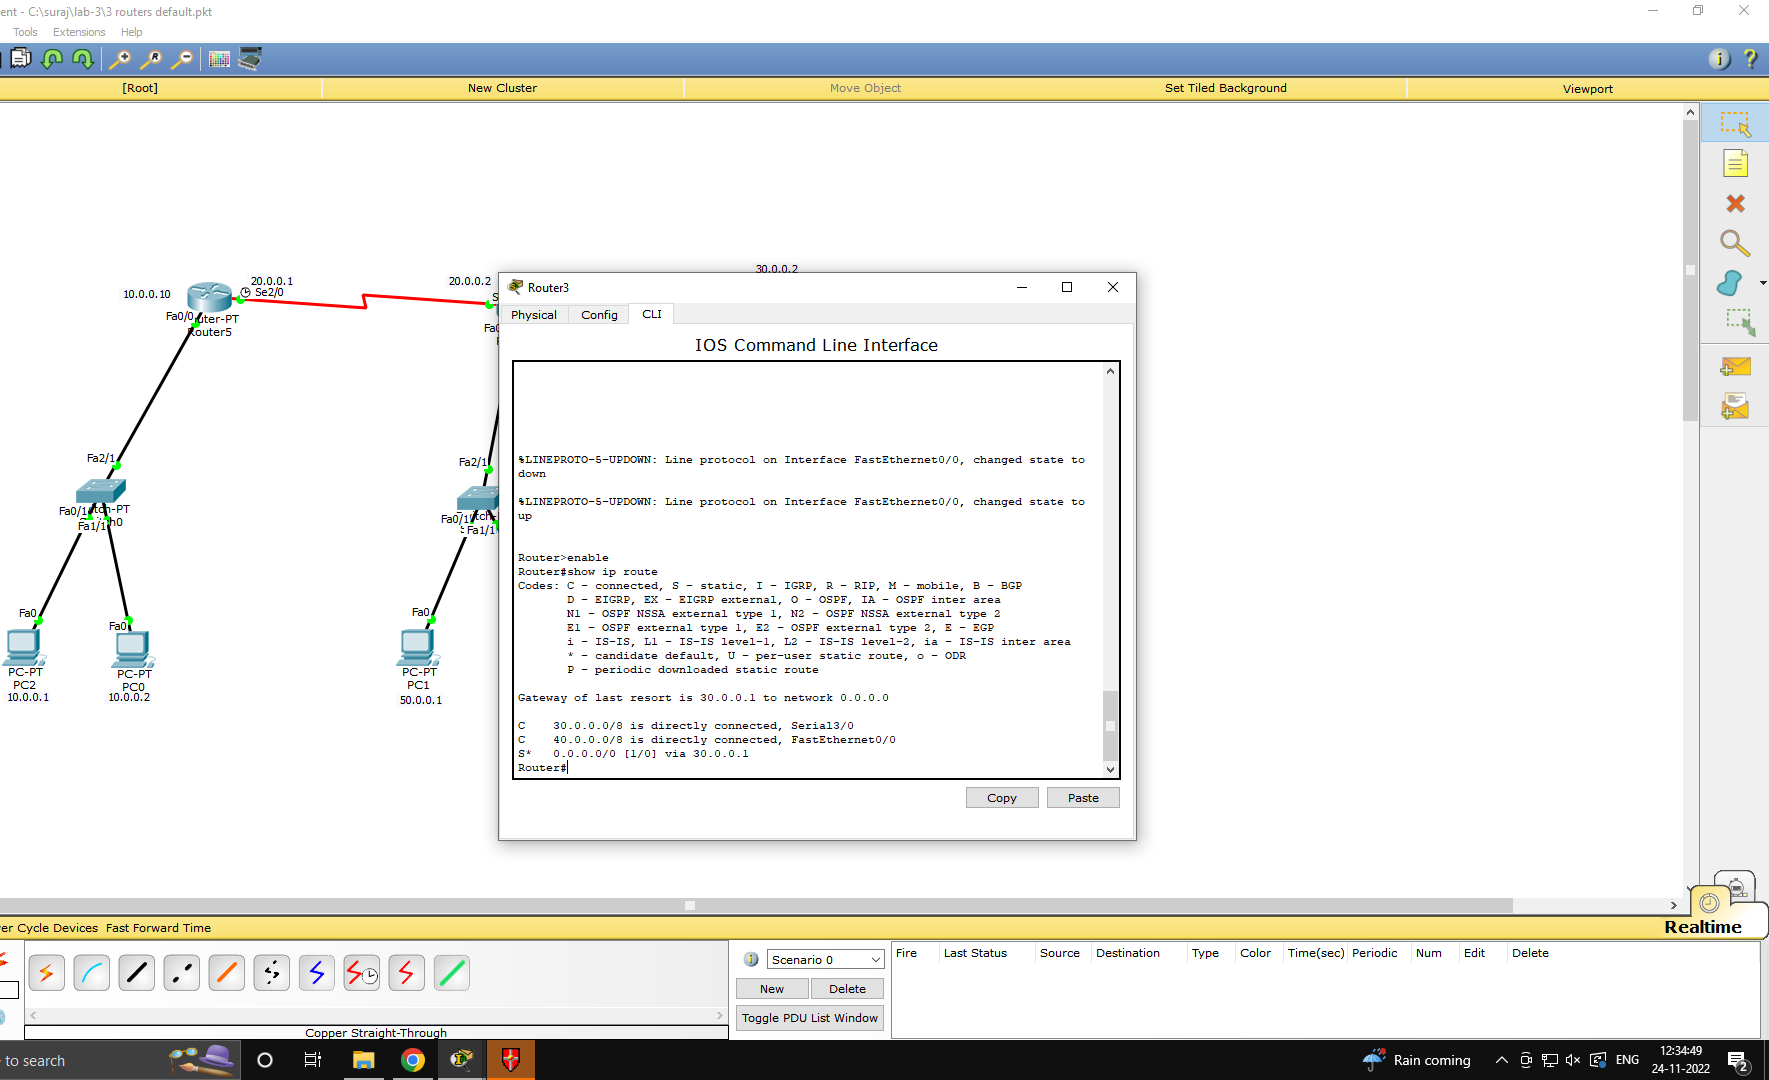 ent - C:\suraj\lab-3\3 routers default.pkt
Tools Extensions Help
[Root] New Cluster Move Object Set Tiled Background Viewport
30.0.0.2
20.0.0.1
20.0.0.2
10.0.0.10
Se2/0
Fa0/0
uter-PT
Router5
Router3
Physical Config CLI
IOS Command Line Interface
%LINEPROTO-5-UPDOWN: Line protocol on Interface FastEthernet0/0, changed state to
down
%LINEPROTO-5-UPDOWN: Line protocol on Interface FastEthernet0/0, changed state to
up
Router>enable
Router#show ip route
Codes: C - connected, S - static, I - IGRP, R - RIP, M - mobile, B - BGP
D - EIGRP, EX - EIGRP external, O - OSPF, IA - OSPF inter area
N1 - OSPF NSSA external type 1, N2 - OSPF NSSA external type 2
E1 - OSPF external type 1, E2 - OSPF external type 2, E - EGP
i - IS-IS, L1 - IS-IS level-1, L2 - IS-IS level-2, ia - IS-IS inter area
* - candidate default, U - per-user static route, o - ODR
P - periodic downloaded static route
Gateway of last resort is 30.0.0.1 to network 0.0.0.0
C 30.0.0.0/8 is directly connected, Serial3/0
C 40.0.0.0/8 is directly connected, FastEthernet0/0
S* 0.0.0.0/0 [1/0] via 30.0.0.1
Router#
Copy Paste
Fa2/1
Fa0/1
tch-PT
Fa1/1
h0
Fa0
Fa0
PC-PT
PC2
10.0.0.1
PC-PT
PC0
10.0.0.2
Fa2/1
Fa0/1
Fa1/1
Fa0
PC-PT
PC1
50.0.0.1
Realtime
er Cycle Devices Fast Forward Time
Scenario 0
New Delete
Toggle PDU List Window
Fire Last Status Source Destination Type Color Time(sec) Periodic Num Edit Delete
Copper Straight-Through
to search
Rain coming
ENG
12:34:49
24-11-2022
2